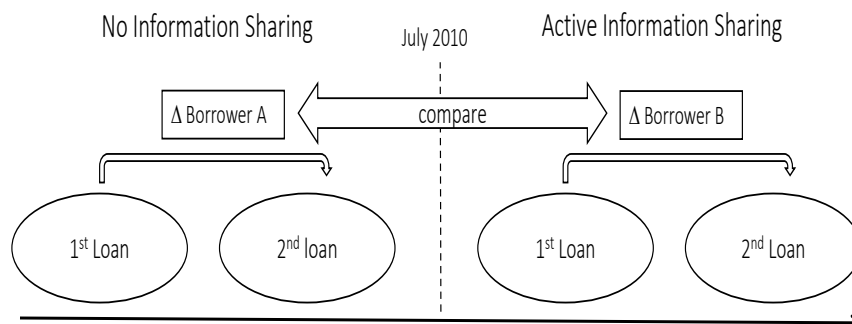 No Information Sharing
July 2010
Active Information Sharing
Δ Borrower A
compare
Δ Borrower B
1st Loan
2nd loan
1st Loan
2nd Loan